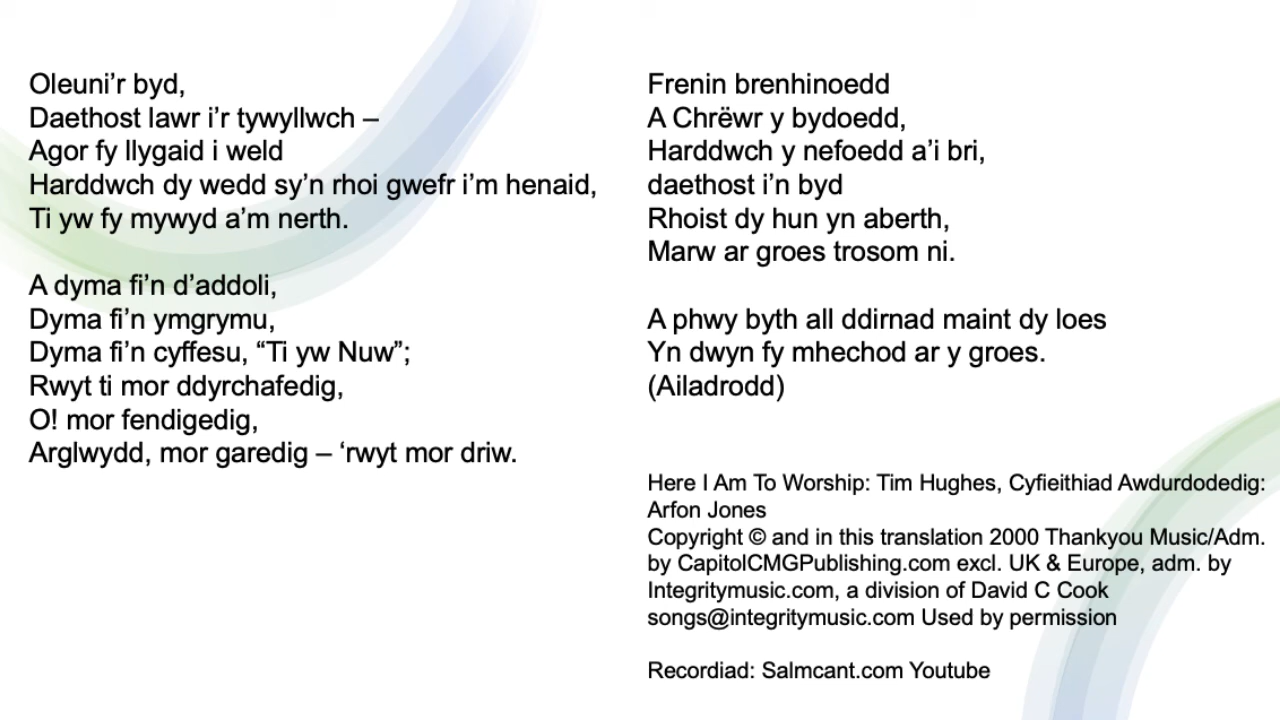 Oleuni’r byd,
Daethost lawr i’r tywyllwch –
Agor fy llygaid i weld
Harddwch dy wedd sy’n rhoi gwefr i’m henaid,
Ti yw fy mywyd a’m nerth.
A dyma fi’n d’addoli,
Dyma fi’n ymgrymu,
Dyma fi’n cyffesu, “Ti yw Nuw”;
Rwyt ti mor ddyrchafedig,
O! mor fendigedig,
Arglwydd, mor garedig – ‘rwyt mor driw.
Frenin brenhinoedd
A Chrëwr y bydoedd,
Harddwch y nefoedd a’i bri,
daethost i’n byd
Rhoist dy hun yn aberth,
Marw ar groes trosom ni.
A phwy byth all ddirnad maint dy loes
Yn dwyn fy mhechod ar y groes.
(Ailadrodd)
Here I Am To Worship: Tim Hughes, Cyfieithiad Awdurdodedig:
Arfon Jones
Copyright © and in this translation 2000 Thankyou Music/Adm.
by CapitolCMGPublishing.com excl. UK & Europe, adm. by
Integritymusic.com, a division of David C Cook
songs@integritymusic.com Used by permission
Recordiad: Salmcant.com Youtube